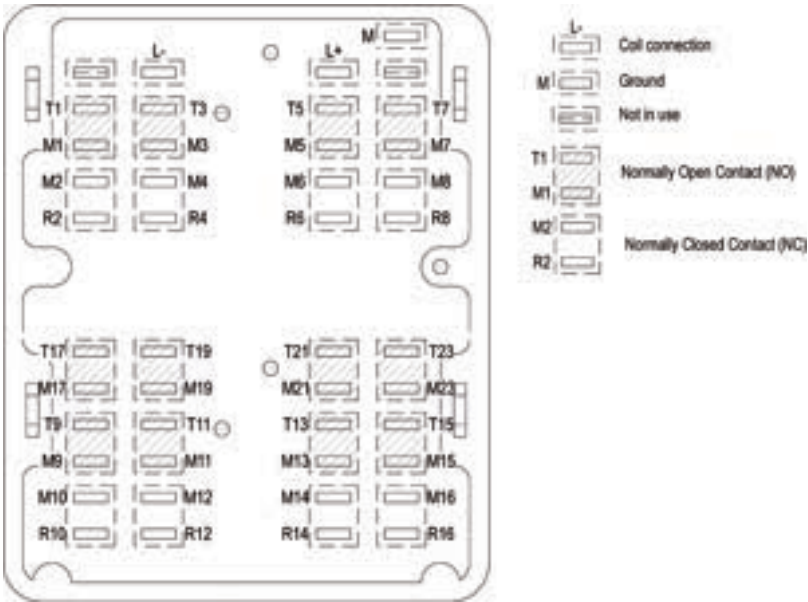 M
L- L+
T1 T3 T5 T7
M1 M3 M5 M7
M2 M4 M6 M8
R2 R4 R6 R8
T17 T19 T21 T23
M17 M19 M21 M23
T9 T11 T13 T15
M9 M11 M13 M15
M10 M12 M14 M16
R10 R12 R14 R16
L-
Coil connection
M Ground
Not in use
T1
Normally Open Contact (NO)
M1
M2
Normally Closed Contact (NC)
R2